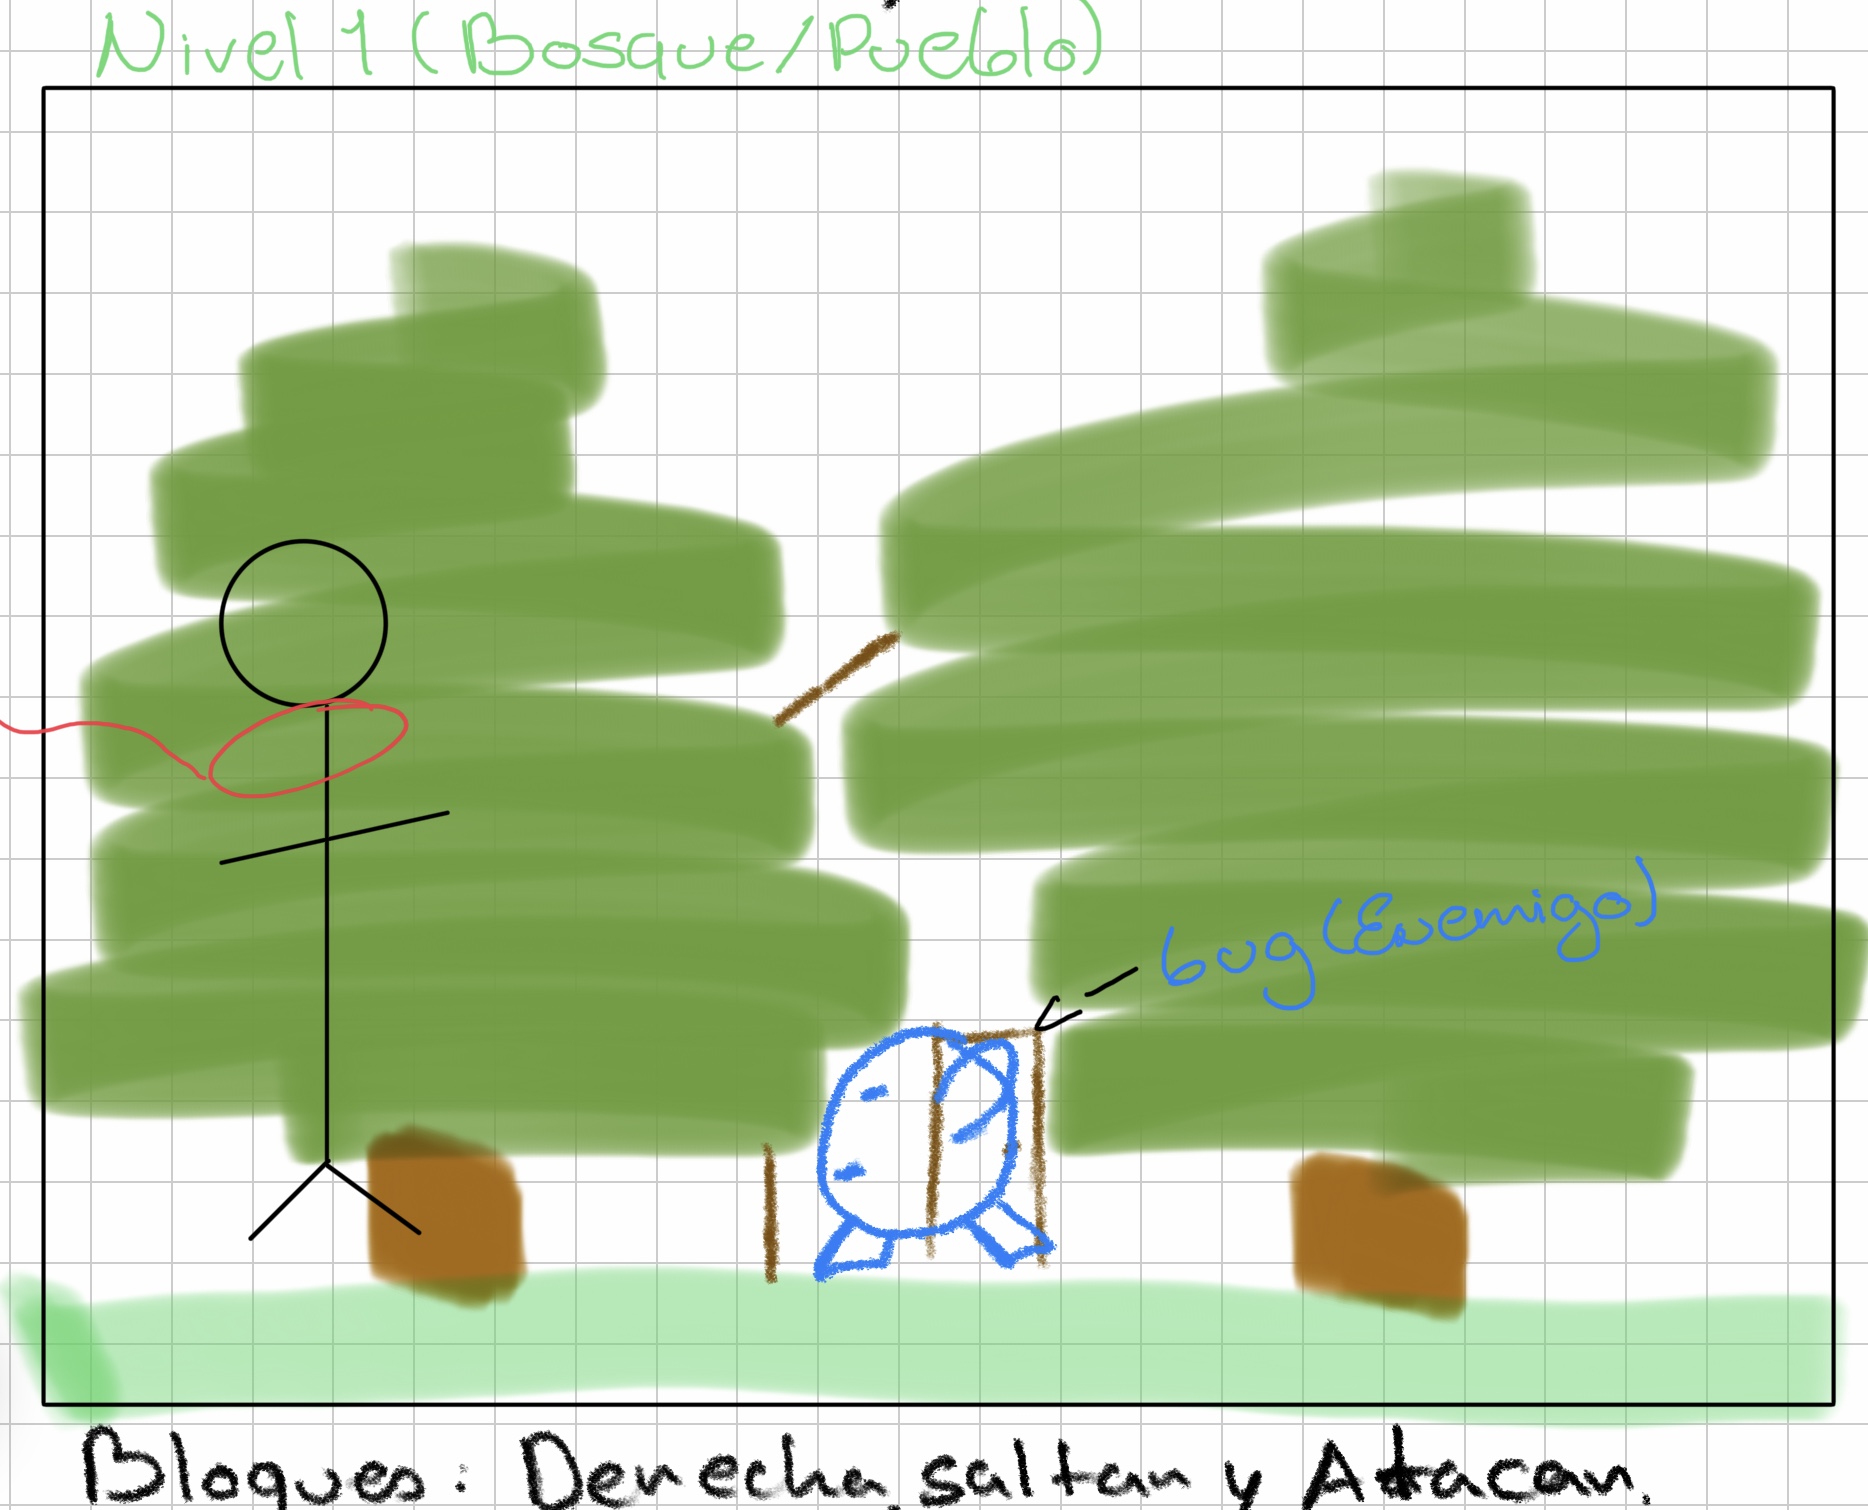 Nivel 1 (Bosque/Pueblo)
bug (Enemigo)
Bloques: Derecha, saltar y Atacar.